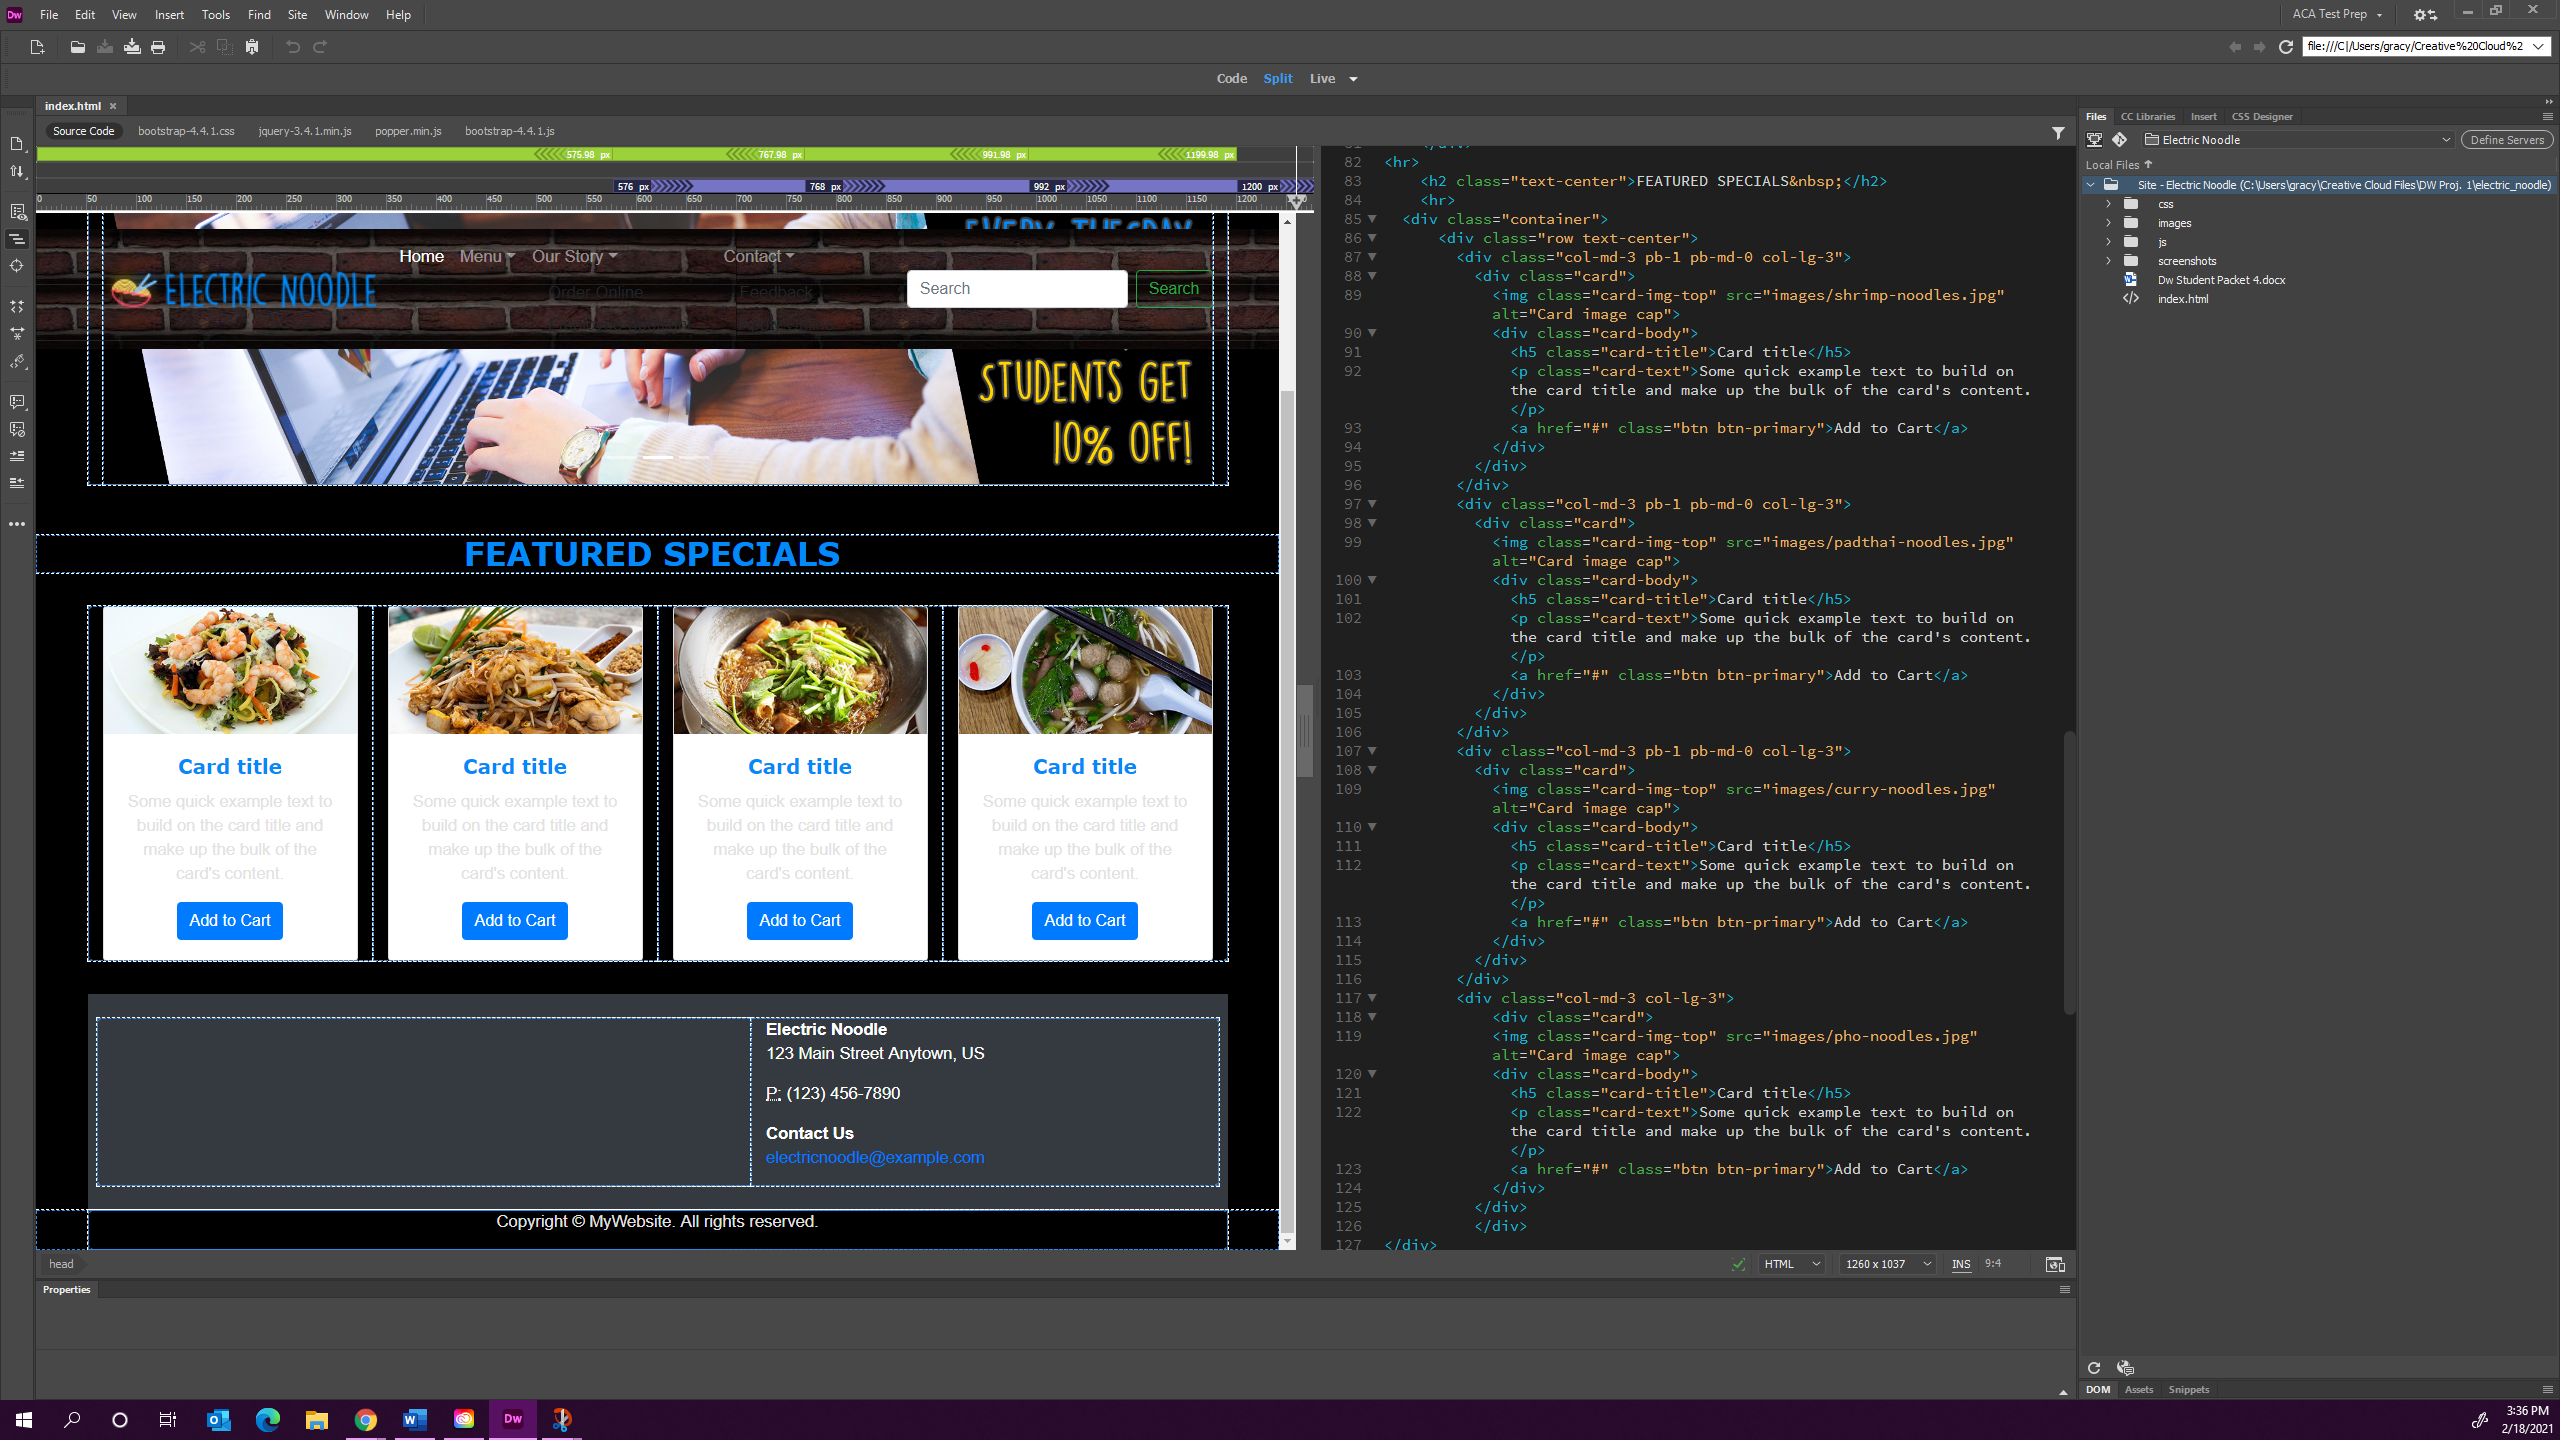 Dw File Edit View Insert Tools Find Site Window Help
ACA Test Prep
file:///C|/Users/gracy/Creative%20Cloud%2
Code Split Live
index.html
Source Code bootstrap-4.4.1.css jquery-3.4.1.min.js popper.min.js bootstrap-4.4.1.js
575.98 px 767.98 px 991.98 px 1199.98 px
576 px 768 px 992 px 1200 px
0 50 100 150 200 250 300 350 400 450 500 550 600 650 700 750 800 850 900 950 1000 1050 1100 1150 1200
EVERY TUESDAY
Home Menu Our Story Contact
ELECTRIC NOODLE
Order Online Feedback
Search Search
STUDENTS GET
10% OFF!
FEATURED SPECIALS
Card title Card title Card title Card title
Some quick example text to Some quick example text to Some quick example text to Some quick example text to
build on the card title and build on the card title and build on the card title and build on the card title and
make up the bulk of the make up the bulk of the make up the bulk of the make up the bulk of the
card's content. card's content. card's content. card's content.
Add to Cart Add to Cart Add to Cart Add to Cart
Electric Noodle
123 Main Street Anytown, US
P: (123) 456-7890
Contact Us
electricnoodle@example.com
Copyright © MyWebsite. All rights reserved.
81 </div>
82 <hr>
83 <h2 class="text-center">FEATURED SPECIALS&nbsp;</h2>
84 <hr>
85 <div class="container">
86 <div class="row text-center">
87 <div class="col-md-3 pb-1 pb-md-0 col-lg-3">
88 <div class="card">
89 <img class="card-img-top" src="images/shrimp-noodles.jpg"
alt="Card image cap">
90 <div class="card-body">
91 <h5 class="card-title">Card title</h5>
92 <p class="card-text">Some quick example text to build on
the card title and make up the bulk of the card's content.
</p>
93 <a href="#" class="btn btn-primary">Add to Cart</a>
94 </div>
95 </div>
96 </div>
97 <div class="col-md-3 pb-1 pb-md-0 col-lg-3">
98 <div class="card">
99 <img class="card-img-top" src="images/padthai-noodles.jpg"
alt="Card image cap">
100 <div class="card-body">
101 <h5 class="card-title">Card title</h5>
102 <p class="card-text">Some quick example text to build on
the card title and make up the bulk of the card's content.
</p>
103 <a href="#" class="btn btn-primary">Add to Cart</a>
104 </div>
105 </div>
106 </div>
107 <div class="col-md-3 pb-1 pb-md-0 col-lg-3">
108 <div class="card">
109 <img class="card-img-top" src="images/curry-noodles.jpg"
alt="Card image cap">
110 <div class="card-body">
111 <h5 class="card-title">Card title</h5>
112 <p class="card-text">Some quick example text to build on
the card title and make up the bulk of the card's content.
</p>
113 <a href="#" class="btn btn-primary">Add to Cart</a>
114 </div>
115 </div>
116 </div>
117 <div class="col-md-3 col-lg-3">
118 <div class="card">
119 <img class="card-img-top" src="images/pho-noodles.jpg"
alt="Card image cap">
120 <div class="card-body">
121 <h5 class="card-title">Card title</h5>
122 <p class="card-text">Some quick example text to build on
the card title and make up the bulk of the card's content.
</p>
123 <a href="#" class="btn btn-primary">Add to Cart</a>
124 </div>
125 </div>
126 </div>
127 </div>
head
HTML 1260 x 1037 INS 9:4
Properties
Files CC Libraries Insert CSS Designer
Electric Noodle Define Servers
Local Files
Site - Electric Noodle (C:\Users\gracy\Creative Cloud Files\DW Proj. 1\electric_noodle)
css
images
js
screenshots
Dw Student Packet 4.docx
index.html
DOM Assets Snippets
Dw
3:36 PM
2/18/2021